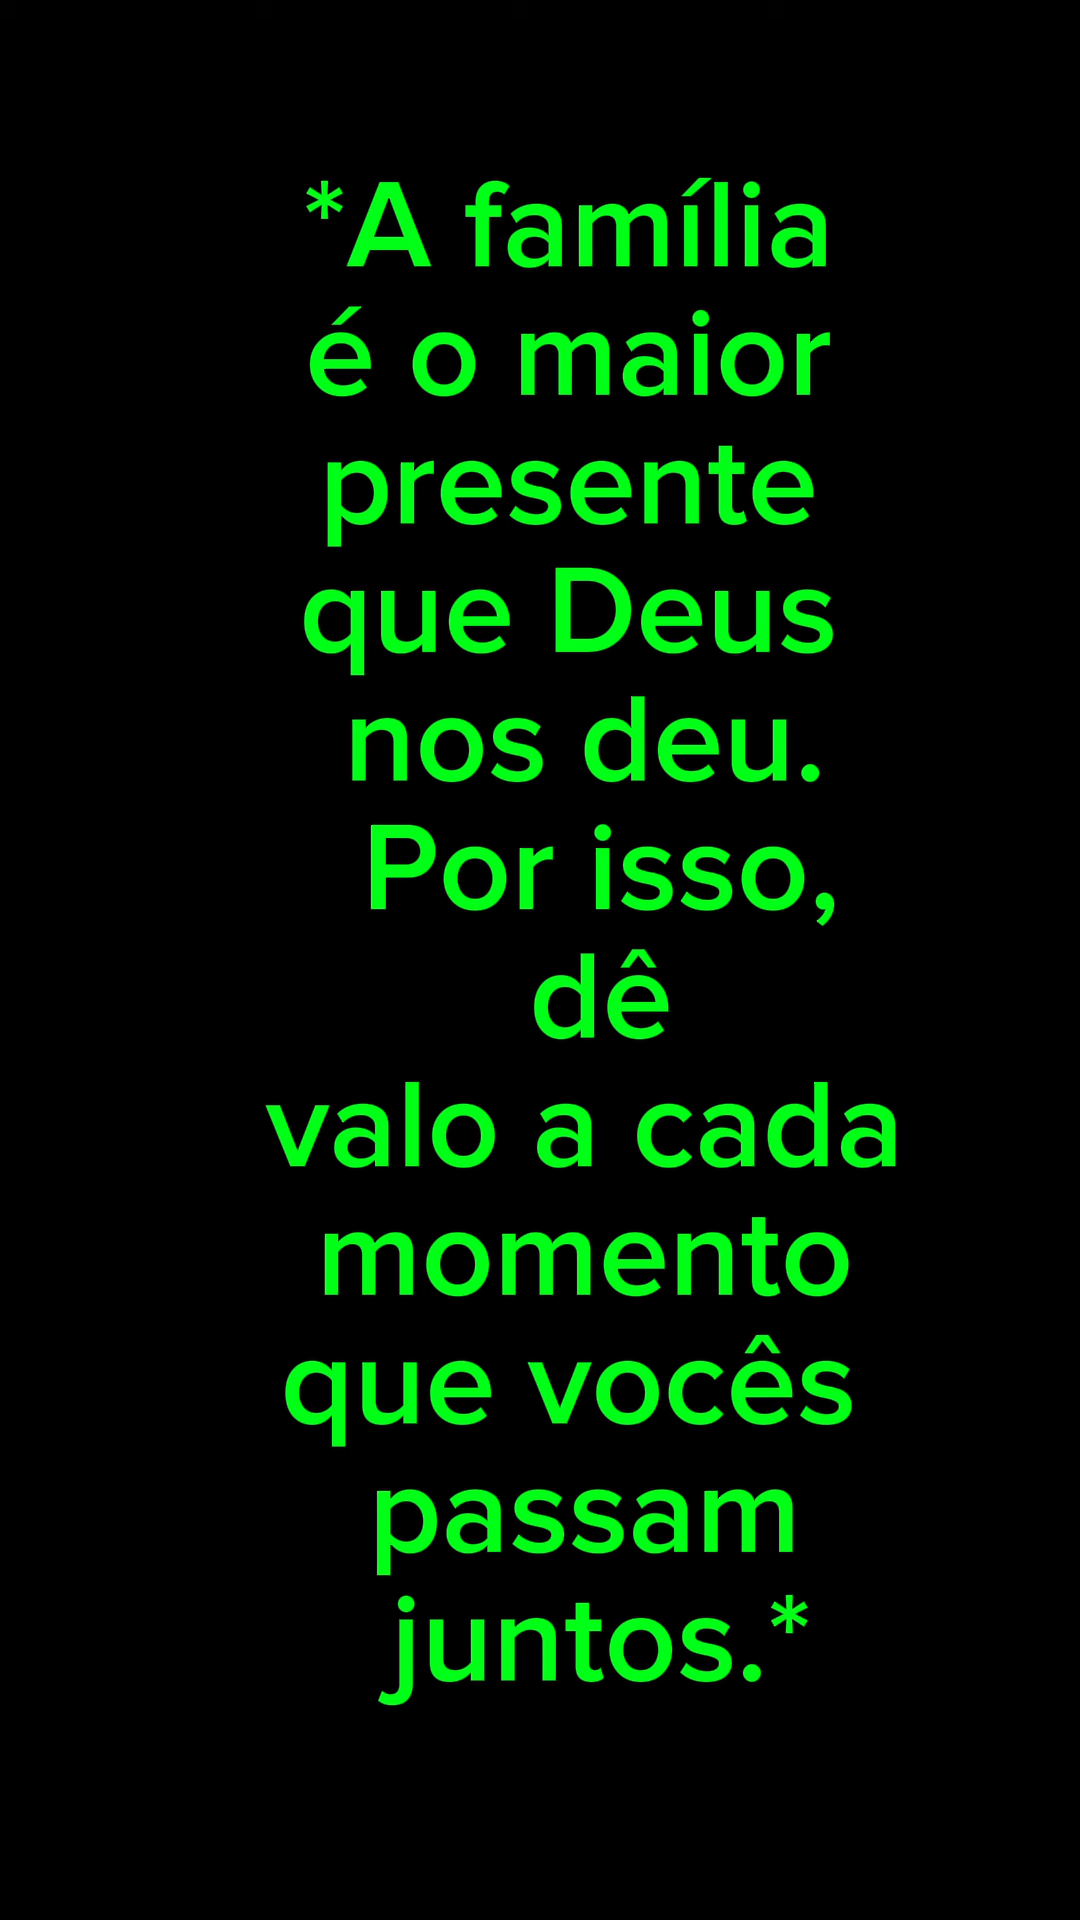 *A família
é o maior
presente
que Deus
nos deu.
Por isso,
dê
valo a cada
momento
que vocês
passam
juntos.*